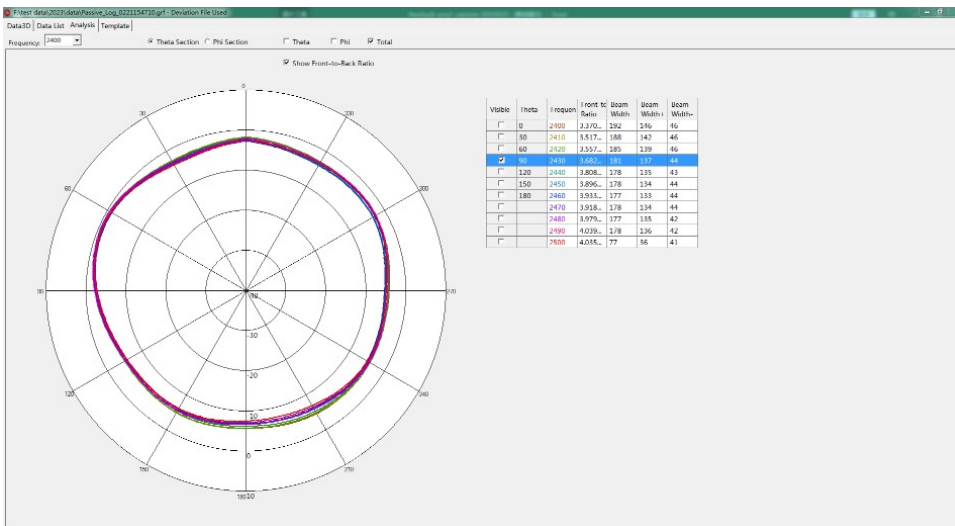 F:\test data\2023\data\Passive_Log_0221154710.grf - Deviation File Used
Data3D Data List Analysis Template
Frequency: 2400 Theta Section Phi Section Theta Phi Total
Show Front-to-Back Ratio
0
30
60
90
120
150
180
210
240
270
300
-30
-20
0
10
Visible Theta Frequen Front-to Ratio Beam Width Beam Width+ Beam Width-
0 2400 3.370... 192 146 46
30 2410 3.517... 188 142 46
60 2420 3.557... 185 139 46
90 2430 3.682... 181 137 44
120 2440 3.808... 178 135 43
150 2450 3.896... 178 134 44
180 2460 3.933... 177 133 44
2470 3.918... 178 134 44
2480 3.979... 177 135 42
2490 4.039... 178 136 42
2500 4.035... 77 36 41